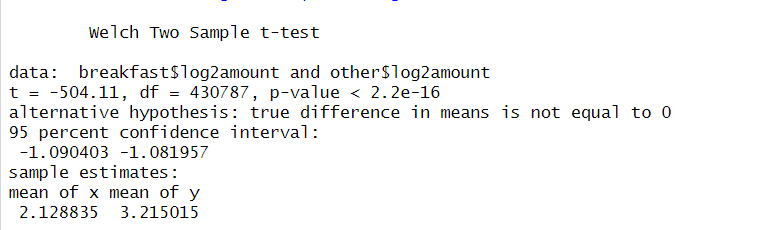 Welch Two Sample t-test
data:  breakfast$log2amount and other$log2amount
t = -504.11, df = 430787, p-value < 2.2e-16
alternative hypothesis: true difference in means is not equal to 0
95 percent confidence interval:
 -1.090403 -1.081957
sample estimates:
mean of x mean of y
 2.128835  3.215015